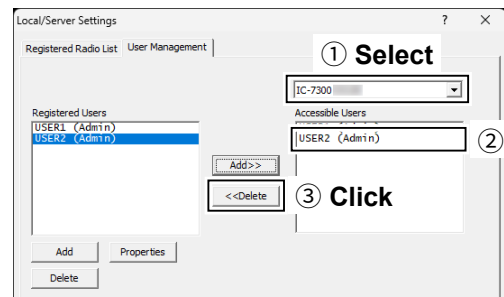 Local/Server Settings ? ×
Registered Radio List User Management
① Select
IC-7300
Registered Users
Accessible Users
USER1 (Admin)
USER2 (Admin)
USER2 (Admin) ②
Add>>
<<Delete ③ Click
Add Properties
Delete